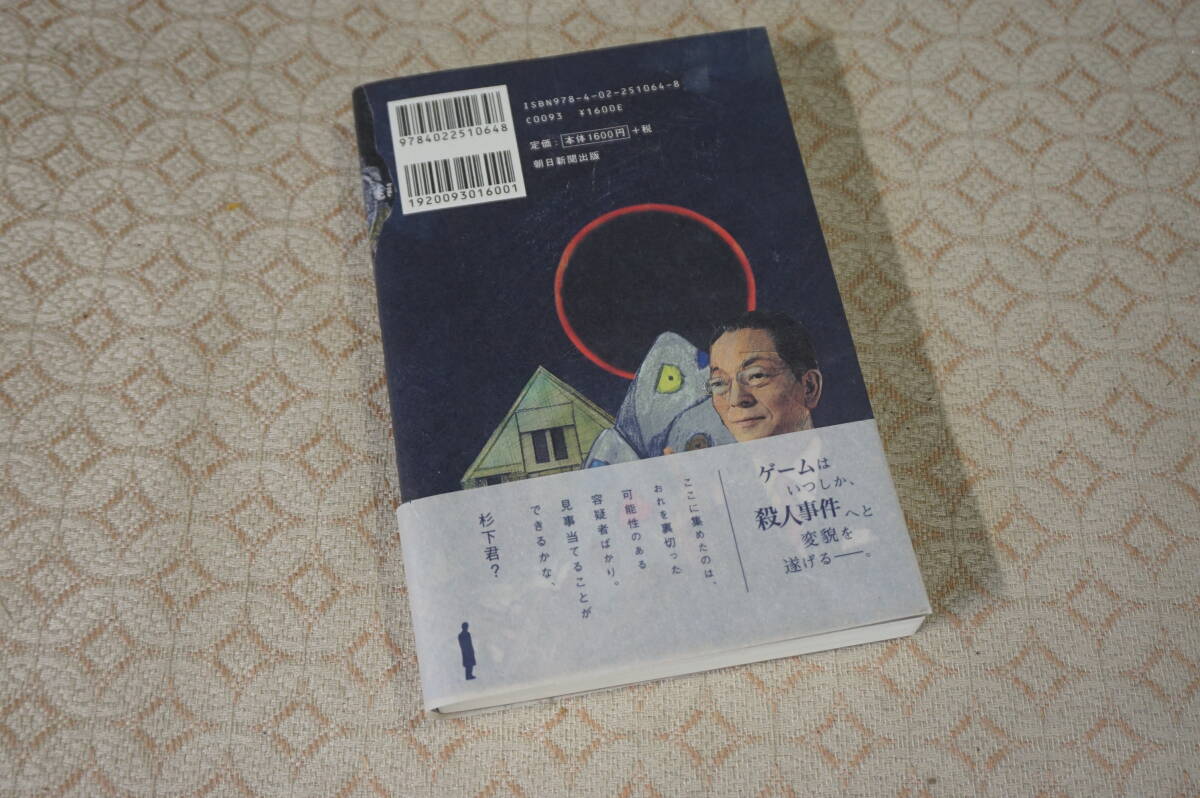 9784022510648
1920093016001
ISBN978-4-02-251064-8
C0093 ¥1600E
定価：本体1600円＋税
朝日新聞出版
ゲームは
いつしか、
殺人事件へと
変貌を
遂げる――。
ここに集めたのは、
おれを裏切った
可能性のある
容疑者ばかり。
見事当てることが
できるかな、
杉下君？